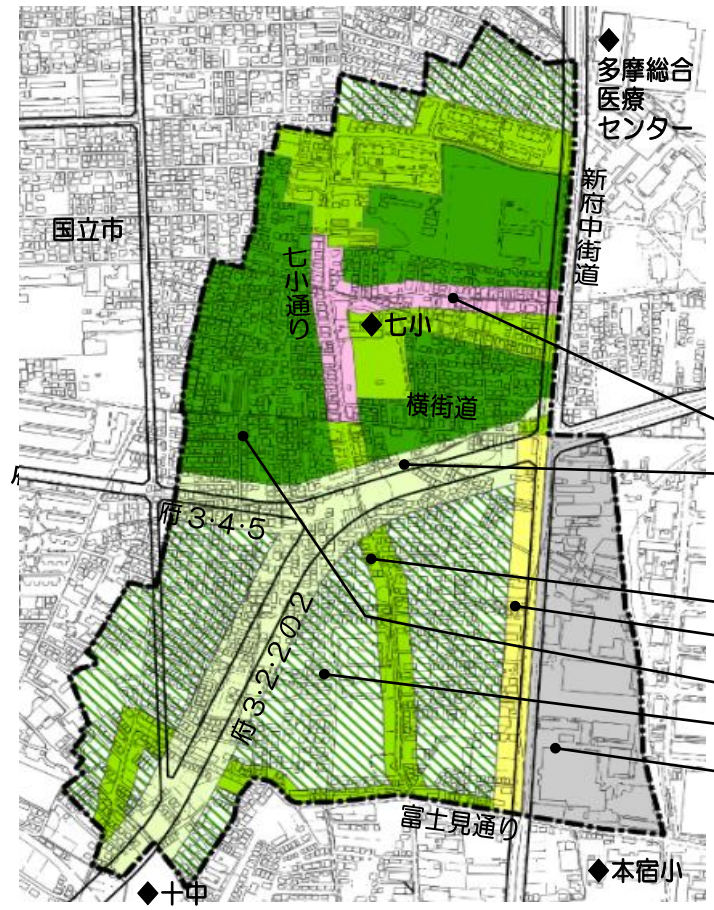 ◆
多摩総合
医療
センター
新府中街道
国立市
七小通り
◆七小
横街道
府3・4・5
府3・2・2の2
富士見通り
◆本宿小
◆十中